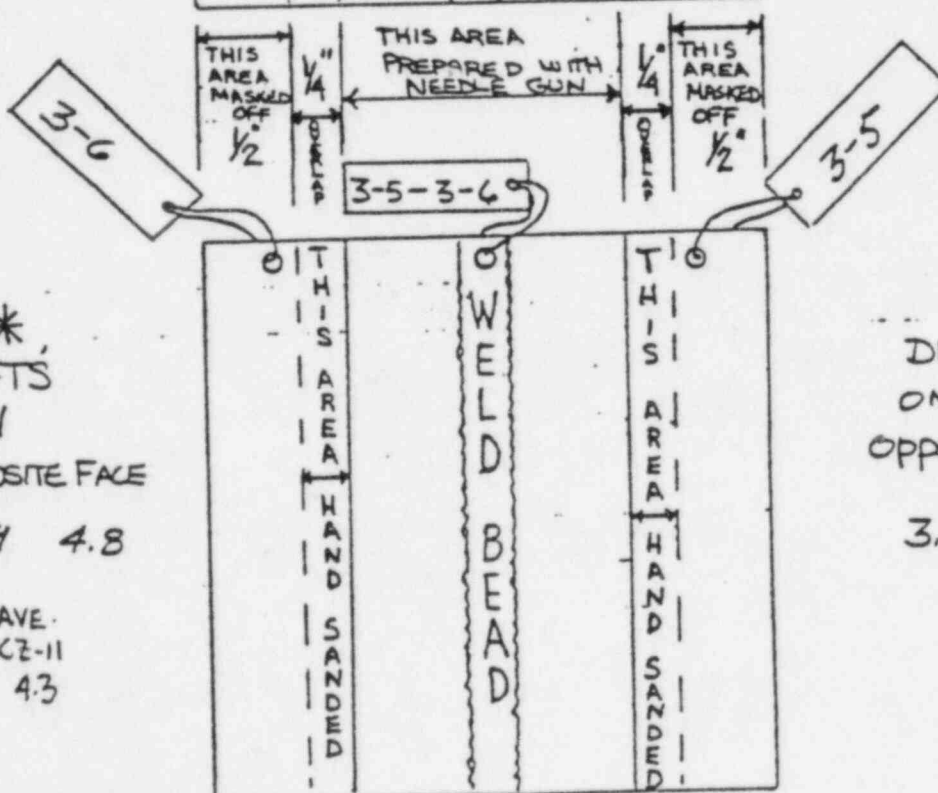 THIS
AREA
MASKED
OFF
1/2"
1/4"
OVERLAP
THIS AREA
PREPARED WITH
NEEDLE GUN
1/4"
OVERLAP
THIS
AREA
MASKED
OFF
1/2"
3-6
3-5-3-6
3-5
THIS AREA HAND SANDED
WELD BEAD
THIS AREA HAND SANDED
*
OSITE FACE
4.8
AVE.
CZ-11
4.3
ON
OPP
3.